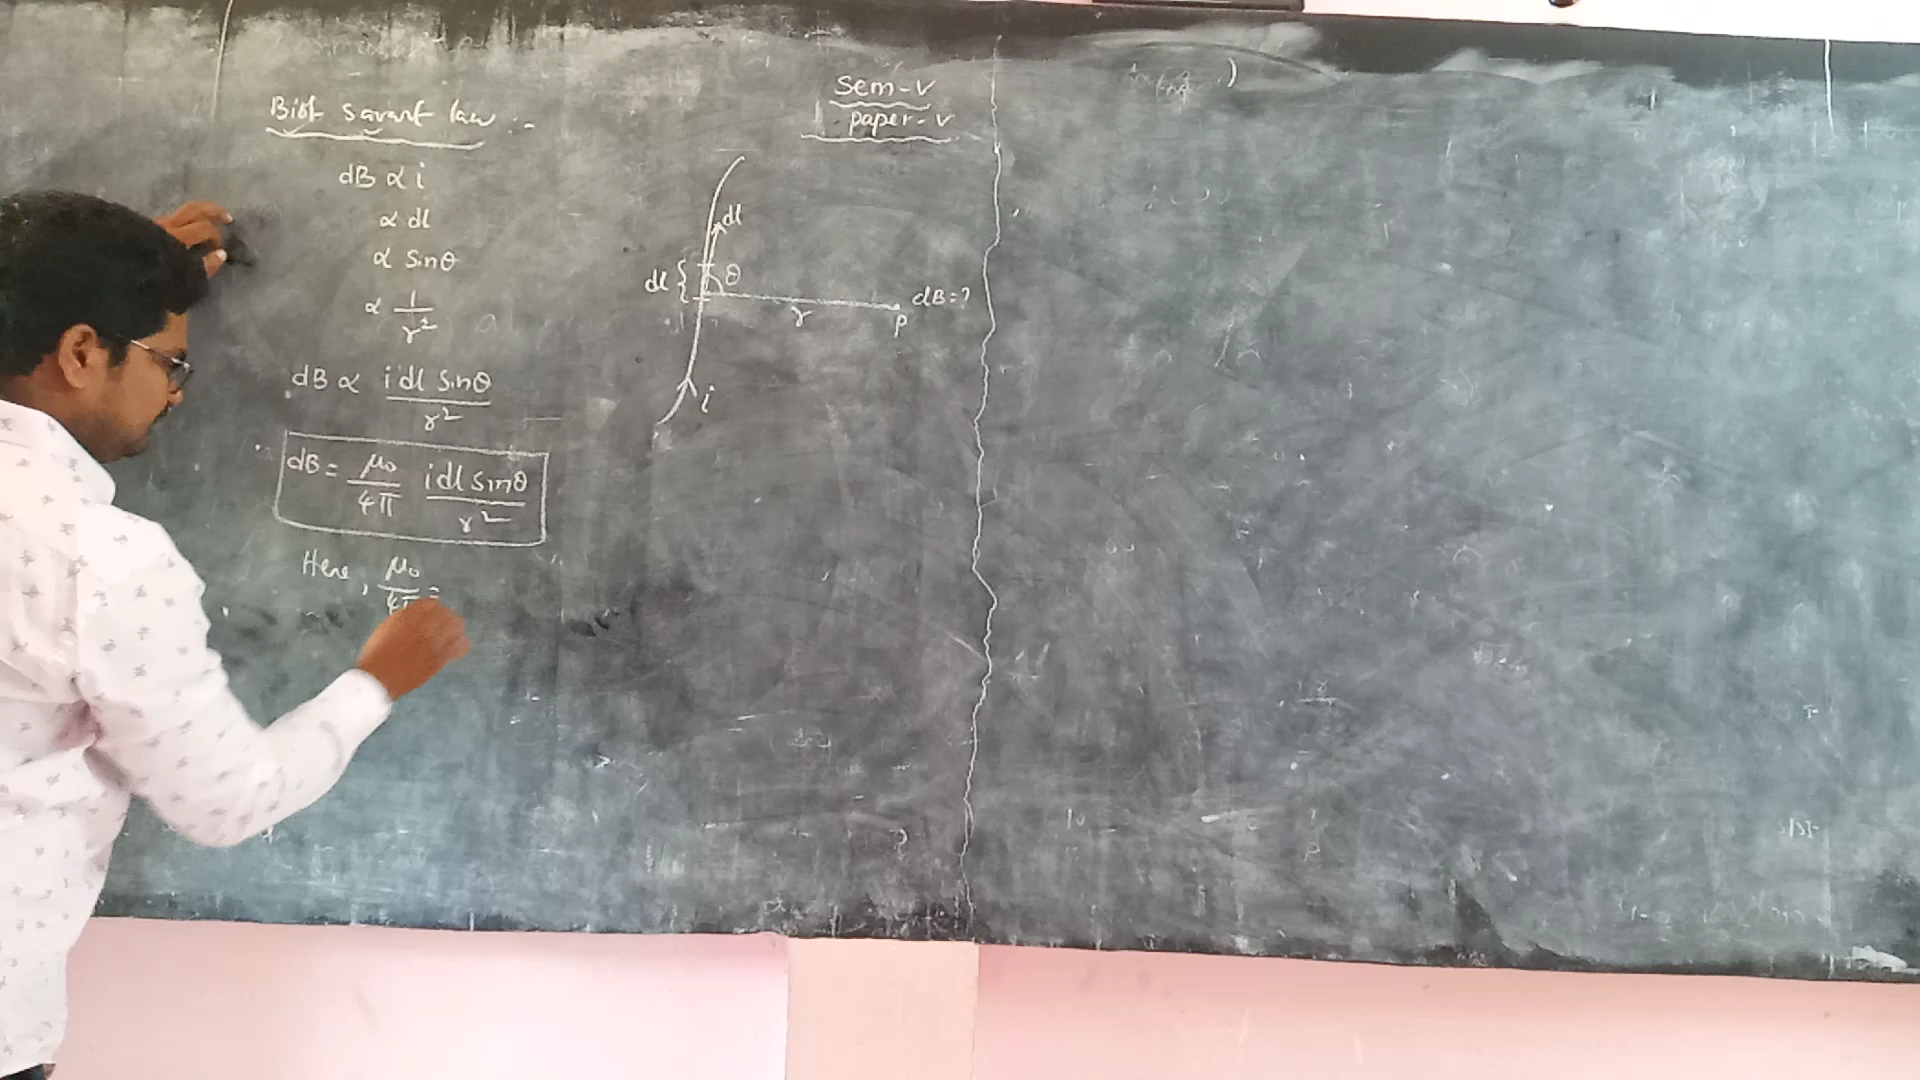 Biot savart law :-
dB ∝ i
∝ dl
∝ sinθ
∝ 1/r²
dB ∝ i dl sinθ / r²
dB = μ₀/4π i dl sinθ / r²
Here, μ₀/4π =
Sem-V
paper-V
dl
dl {
θ
r
P
dB=?
i